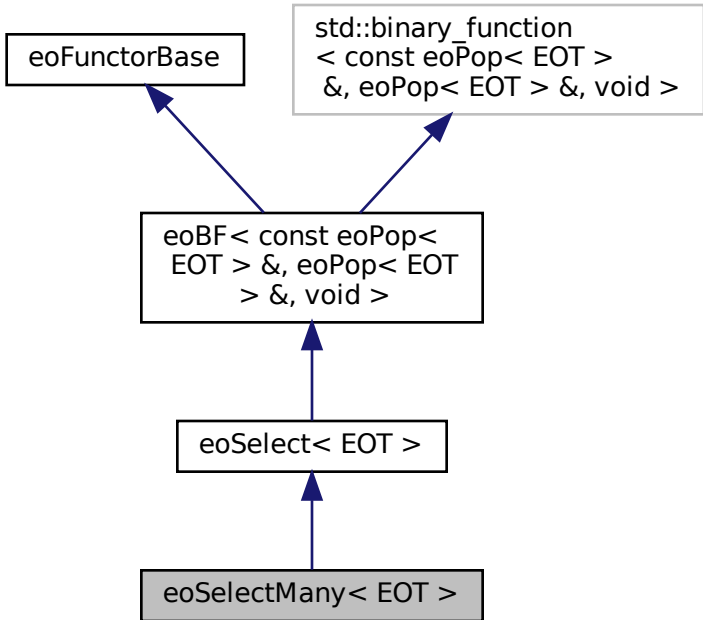 eoFunctorBase
std::binary_function
< const eoPop< EOT >
&, eoPop< EOT > &, void >
eoBF< const eoPop<
EOT > &, eoPop< EOT
> &, void >
eoSelect< EOT >
eoSelectMany< EOT >